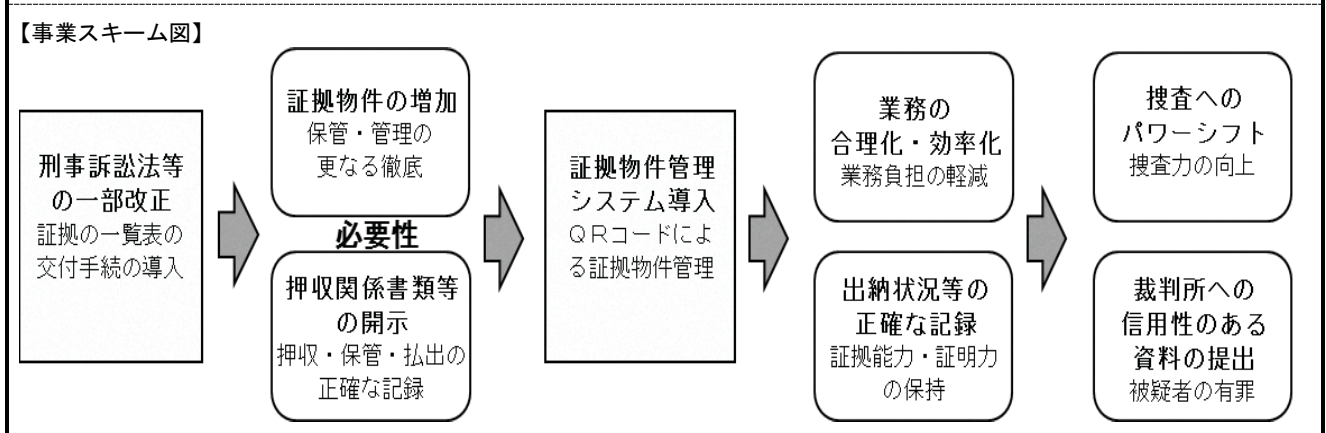 【事業スキーム図】
刑事訴訟法等
の一部改正
証拠の一覧表の
交付手続の導入
証拠物件の増加
保管・管理の
更なる徹底
必要性
押収関係書類等
の開示
押収・保管・払出の
正確な記録
証拠物件管理
システム導入
ＱＲコードによ
る証拠物件管理
業務の
合理化・効率化
業務負担の軽減
出納状況等の
正確な記録
証拠能力・証明力
の保持
捜査への
パワーシフト
捜査力の向上
裁判所への
信用性のある
資料の提出
被疑者の有罪